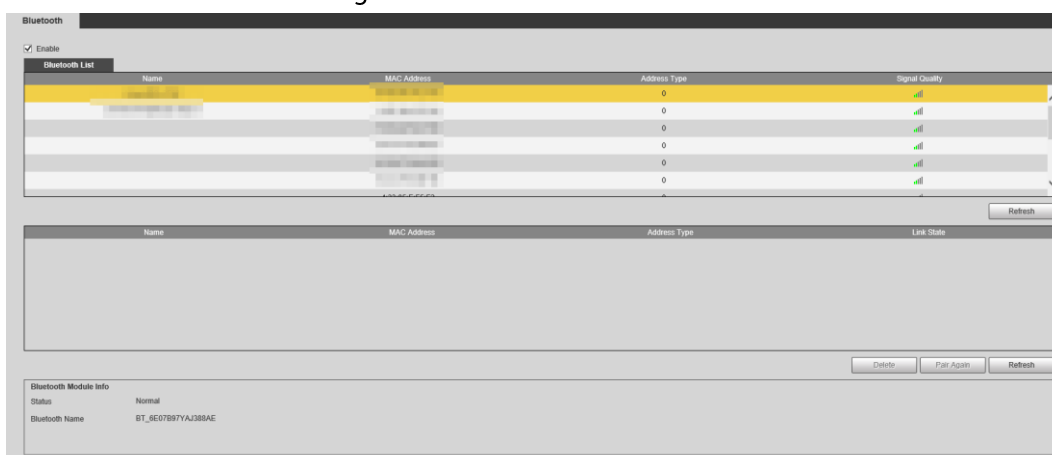 Bluetooth
Enable
Bluetooth List
Name MAC Address Address Type Signal Quality
0
0
0
0
0
0
Refresh
Name MAC Address Address Type Link State
Delete Pair Again Refresh
Bluetooth Module Info
Status Normal
Bluetooth Name BT_6E07B97YAJ388AE